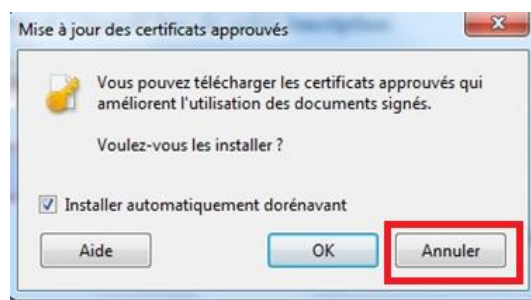 Mise à jour des certificats approuvés
Vous pouvez télécharger les certificats approuvés qui
améliorent l'utilisation des documents signés.
Voulez-vous les installer ?
Installer automatiquement dorénavant
Aide
OK
Annuler